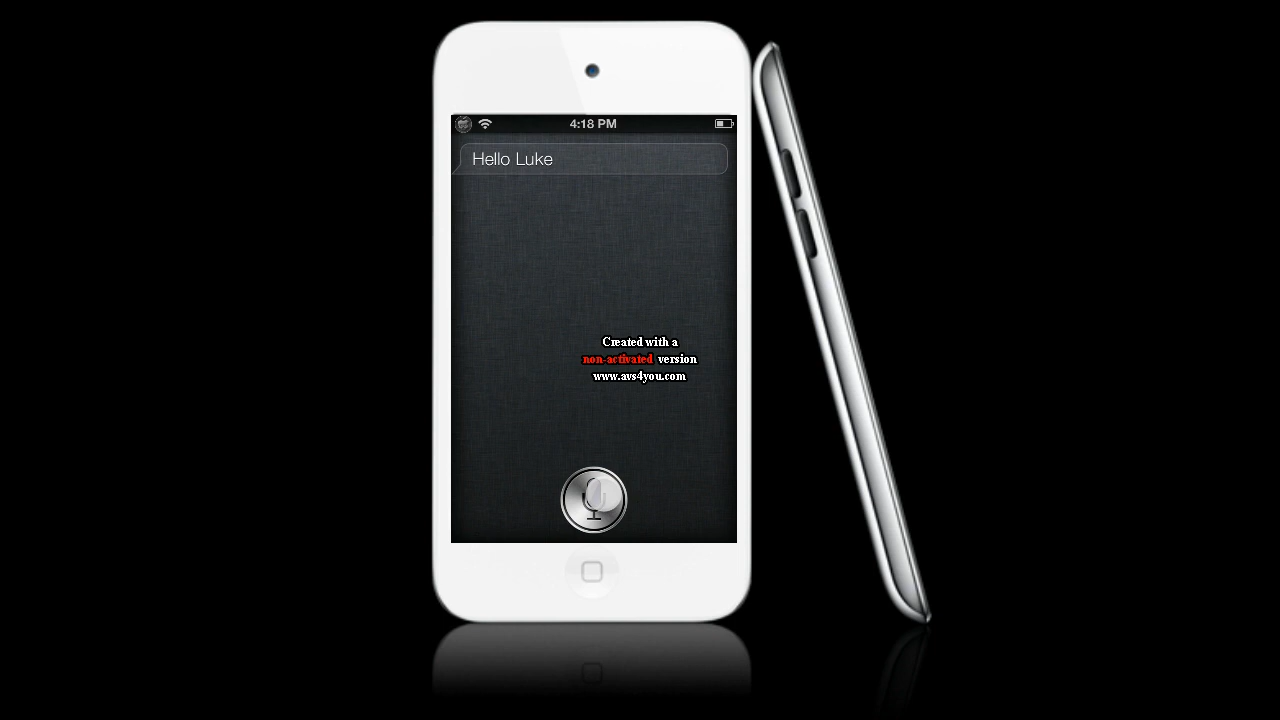 4:18 PM
Hello Luke
Created with a
non-activated version
www.avs4you.com